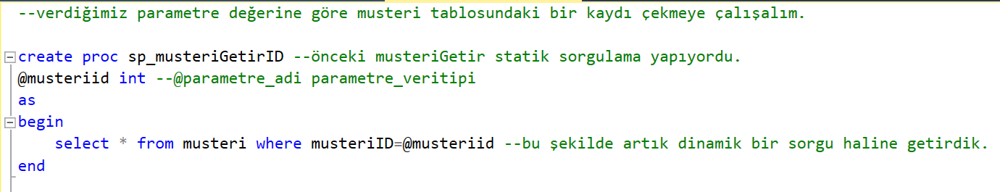 --verdiğimiz parametre değerine göre musteri tablosundaki bir kaydı çekmeye çalışalım.
create proc sp_musteriGetirID --önceki musteriGetir statik sorgulama yapıyordu.
@musteriid int --@parametre_adi parametre_veritipi
as
begin
    select * from musteri where musteriID=@musteriid --bu şekilde artık dinamik bir sorgu haline getirdik.
end